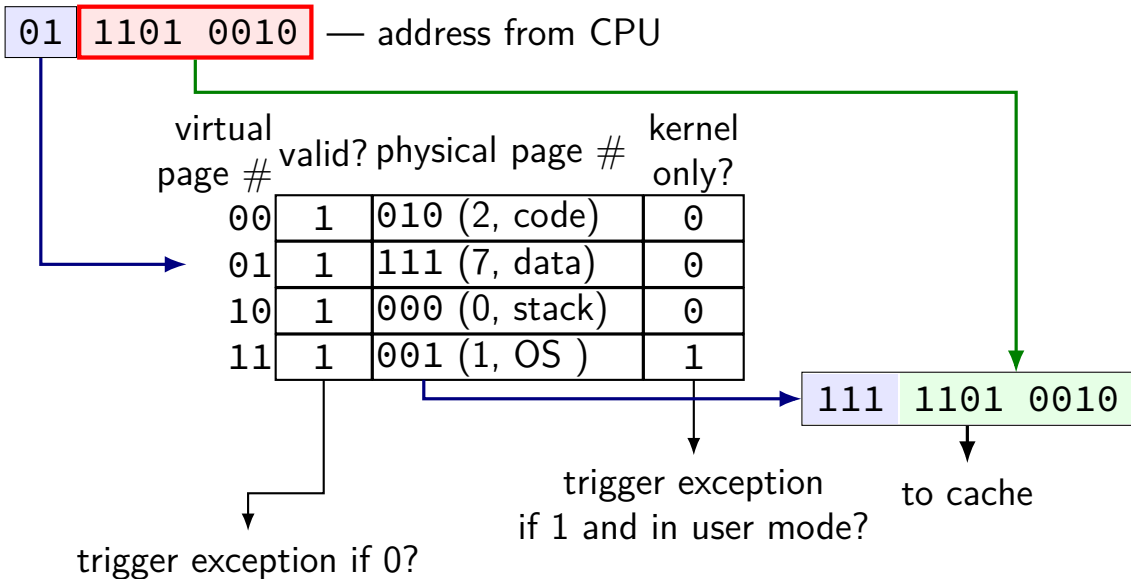 01 1101 0010 — address from CPU
virtual page # valid? physical page # kernel only?
00 1 010 (2, code) 0
01 1 111 (7, data) 0
10 1 000 (0, stack) 0
11 1 001 (1, OS ) 1
111 1101 0010
trigger exception
if 1 and in user mode?
to cache
trigger exception if 0?